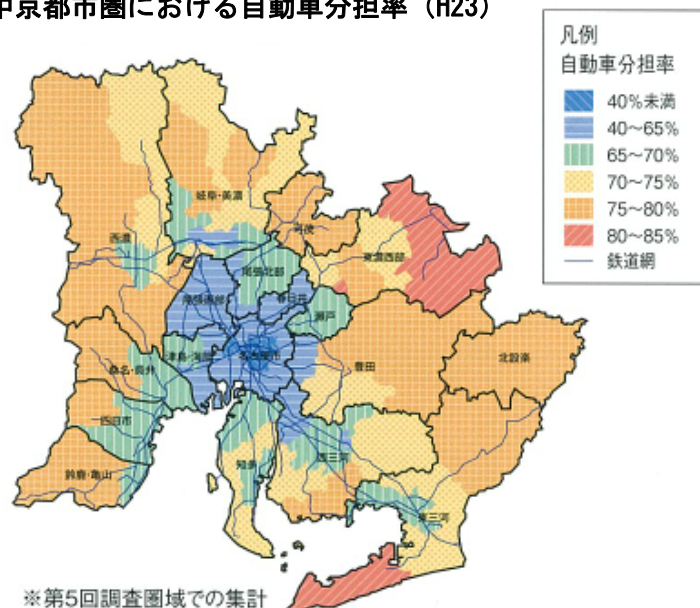 中京都市圏における自動車分担率（H23）
凡例
自動車分担率
40%未満
40～65%
65～70%
70～75%
75～80%
80～85%
鉄道網
岐阜・美濃
西濃
可茂
東濃西部
尾張北部
尾張西部
春日井
瀬戸
津島・海部
名古屋市
桑名・員弁
豊田
北設楽
四日市
知多
西三河
鈴鹿・亀山
東三河
※第5回調査圏域での集計